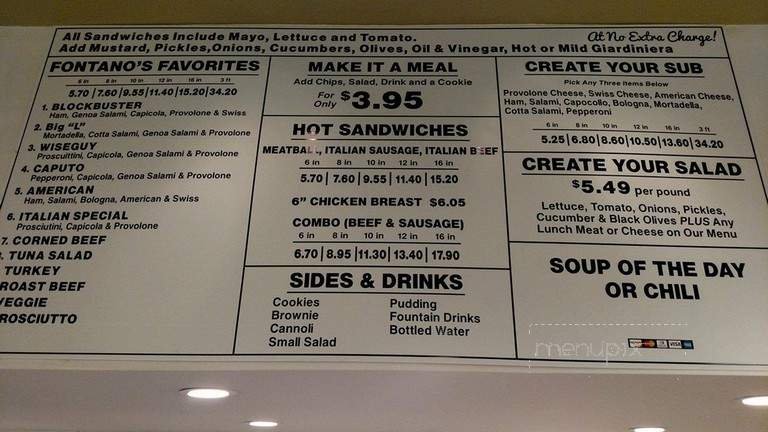 All Sandwiches Include Mayo, Lettuce and Tomato.
At No Extra Charge!
Add Mustard, Pickles,Onions, Cucumbers, Olives, Oil & Vinegar, Hot or Mild Giardiniera
FONTANO'S FAVORITES
6 in 8 in 10 in 12 in 16 in 3 ft
5.70 | 7.60 | 9.55 | 11.40 | 15.20 | 34.20
1. BLOCKBUSTER
Ham, Genoa Salami, Capicola, Provolone & Swiss
2. Big "L"
Mortadella, Cotta Salami, Genoa Salami & Provolone
3. WISEGUY
Proscuittini, Capicola, Genoa Salami & Provolone
4. CAPUTO
Pepperoni, Capicola, Genoa Salami & Provolone
5. AMERICAN
Ham, Salami, Bologna, American & Swiss
6. ITALIAN SPECIAL
Prosciutini, Capicola & Provolone
7. CORNED BEEF
. TUNA SALAD
TURKEY
ROAST BEEF
VEGGIE
ROSCIUTTO
MAKE IT A MEAL
Add Chips, Salad, Drink and a Cookie
For Only $3.95
HOT SANDWICHES
MEATBALL, ITALIAN SAUSAGE, ITALIAN BEEF
6 in 8 in 10 in 12 in 16 in
5.70 | 7.60 | 9.55 | 11.40 | 15.20
6" CHICKEN BREAST $6.05
COMBO (BEEF & SAUSAGE)
6 in 8 in 10 in 12 in 16 in
6.70 | 8.95 | 11.30 | 13.40 | 17.90
SIDES & DRINKS
Cookies
Brownie
Cannoli
Small Salad
Pudding
Fountain Drinks
Bottled Water
CREATE YOUR SUB
Pick Any Three Items Below
Provolone Cheese, Swiss Cheese, American Cheese,
Ham, Salami, Capocollo, Bologna, Mortadella,
Cotta Salami, Pepperoni
6 in 8 in 10 in 12 in 16 in 3 ft
5.25 | 6.80 | 8.60 | 10.50 | 13.60 | 34.20
CREATE YOUR SALAD
$5.49 per pound
Lettuce, Tomato, Onions, Pickles,
Cucumber & Black Olives PLUS Any
Lunch Meat or Cheese on Our Menu
SOUP OF THE DAY
OR CHILI
menupix
VISA